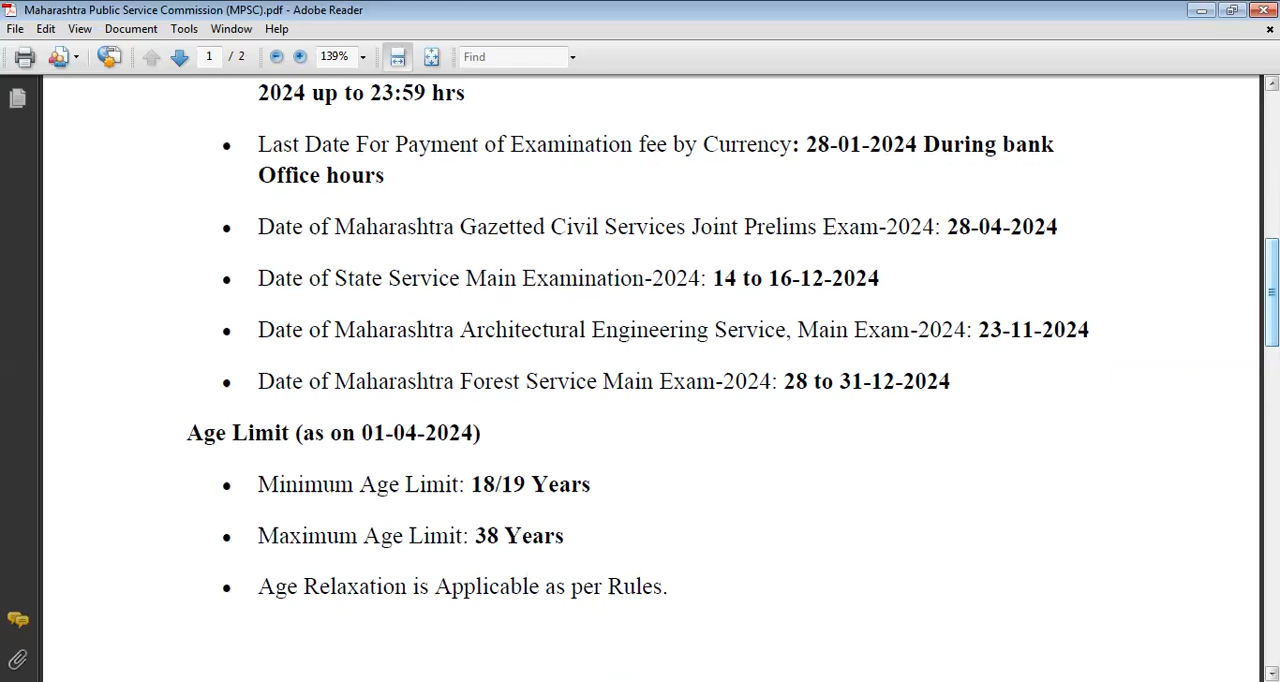 Maharashtra Public Service Commission (MPSC).pdf - Adobe Reader
File Edit View Document Tools Window Help
1 / 2 139% Find
2024 up to 23:59 hrs
• Last Date For Payment of Examination fee by Currency: 28-01-2024 During bank
Office hours
• Date of Maharashtra Gazetted Civil Services Joint Prelims Exam-2024: 28-04-2024
• Date of State Service Main Examination-2024: 14 to 16-12-2024
• Date of Maharashtra Architectural Engineering Service, Main Exam-2024: 23-11-2024
• Date of Maharashtra Forest Service Main Exam-2024: 28 to 31-12-2024
Age Limit (as on 01-04-2024)
• Minimum Age Limit: 18/19 Years
• Maximum Age Limit: 38 Years
• Age Relaxation is Applicable as per Rules.